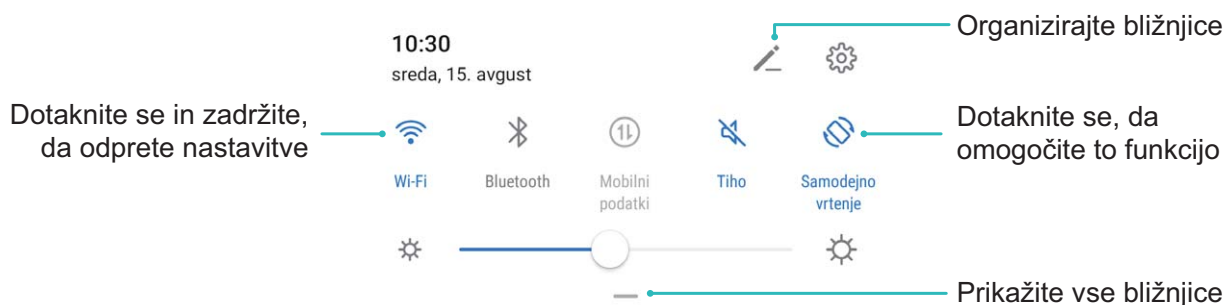 Organizirajte bližnjice
10:30
sreda, 15. avgust
Dotaknite se in zadržite,
da odprete nastavitve
Dotaknite se, da
omogočite to funkcijo
Wi-Fi
Bluetooth
Mobilni
podatki
Tiho
Samodejno
vrtenje
Prikažite vse bližnjice